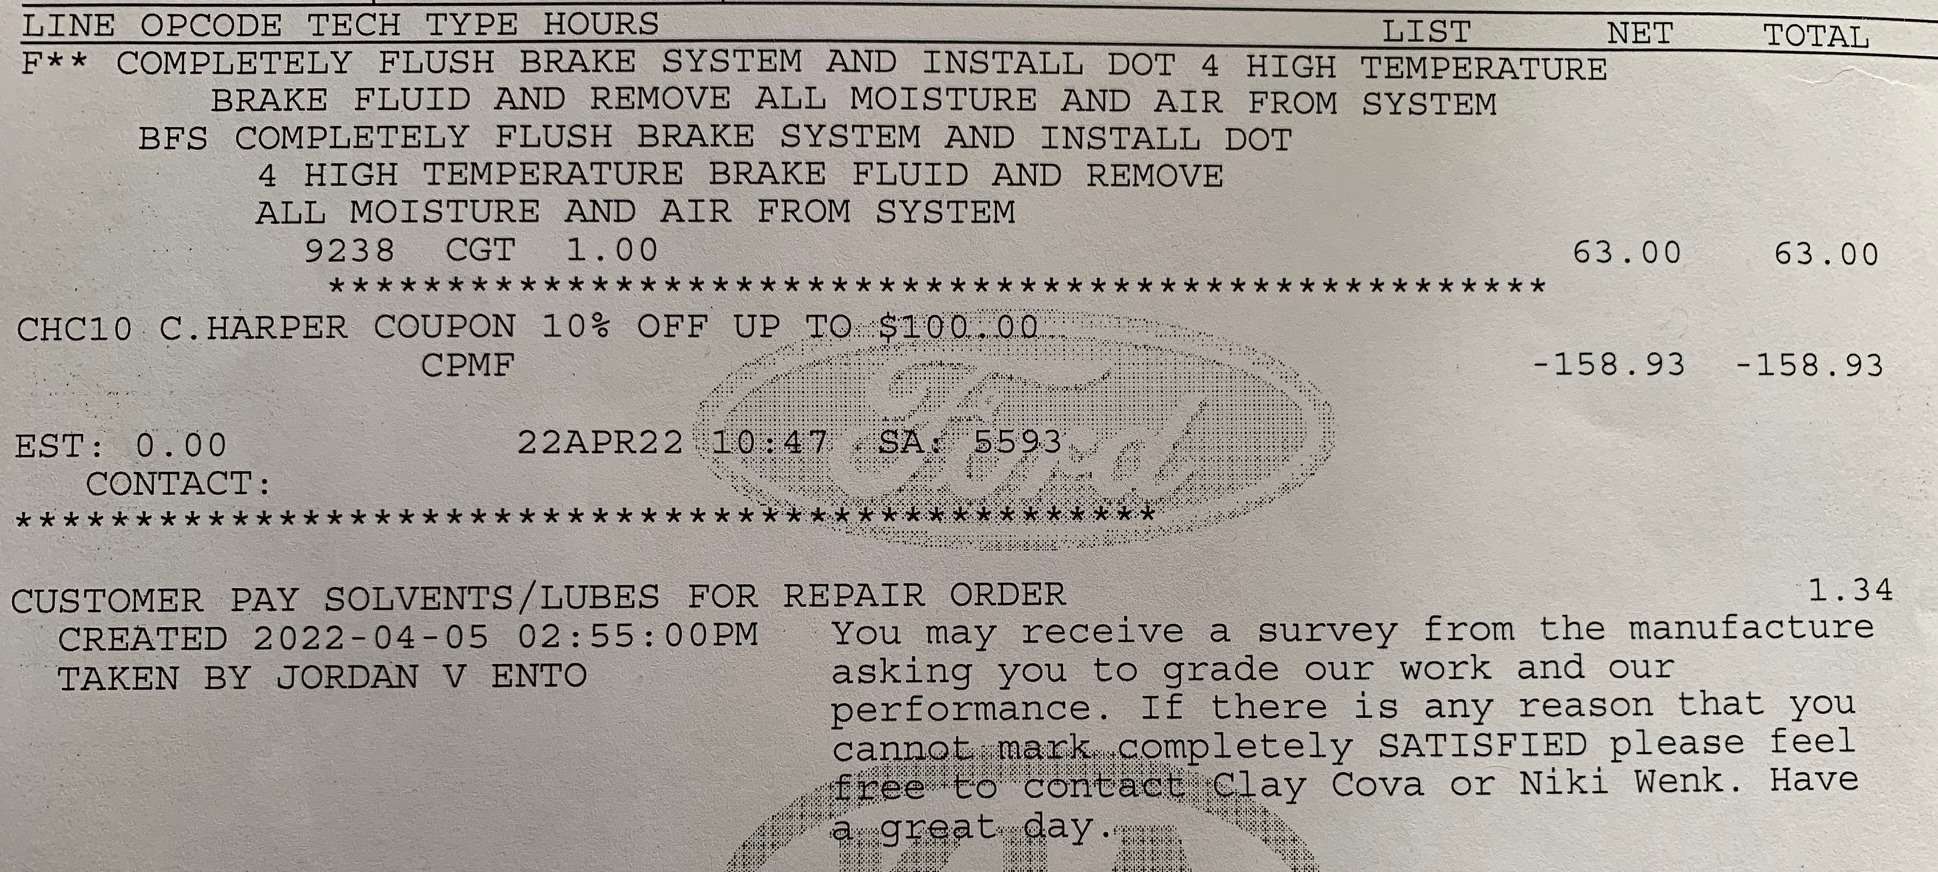 LINE OPCODE TECH TYPE HOURS LIST NET TOTAL
F** COMPLETELY FLUSH BRAKE SYSTEM AND INSTALL DOT 4 HIGH TEMPERATURE
BRAKE FLUID AND REMOVE ALL MOISTURE AND AIR FROM SYSTEM
BFS COMPLETELY FLUSH BRAKE SYSTEM AND INSTALL DOT
4 HIGH TEMPERATURE BRAKE FLUID AND REMOVE
ALL MOISTURE AND AIR FROM SYSTEM
9238 CGT 1.00 63.00 63.00
***************************************************
CHC10 C.HARPER COUPON 10% OFF UP TO $100.00
CPMF -158.93 -158.93
Ford
EST: 0.00 22APR22 10:47 SA: 5593
CONTACT:
************************************************
CUSTOMER PAY SOLVENTS/LUBES FOR REPAIR ORDER 1.34
CREATED 2022-04-05 02:55:00PM
TAKEN BY JORDAN V ENTO
You may receive a survey from the manufacture
asking you to grade our work and our
performance. If there is any reason that you
cannot mark completely SATISFIED please feel
free to contact Clay Cova or Niki Wenk. Have
a great day.